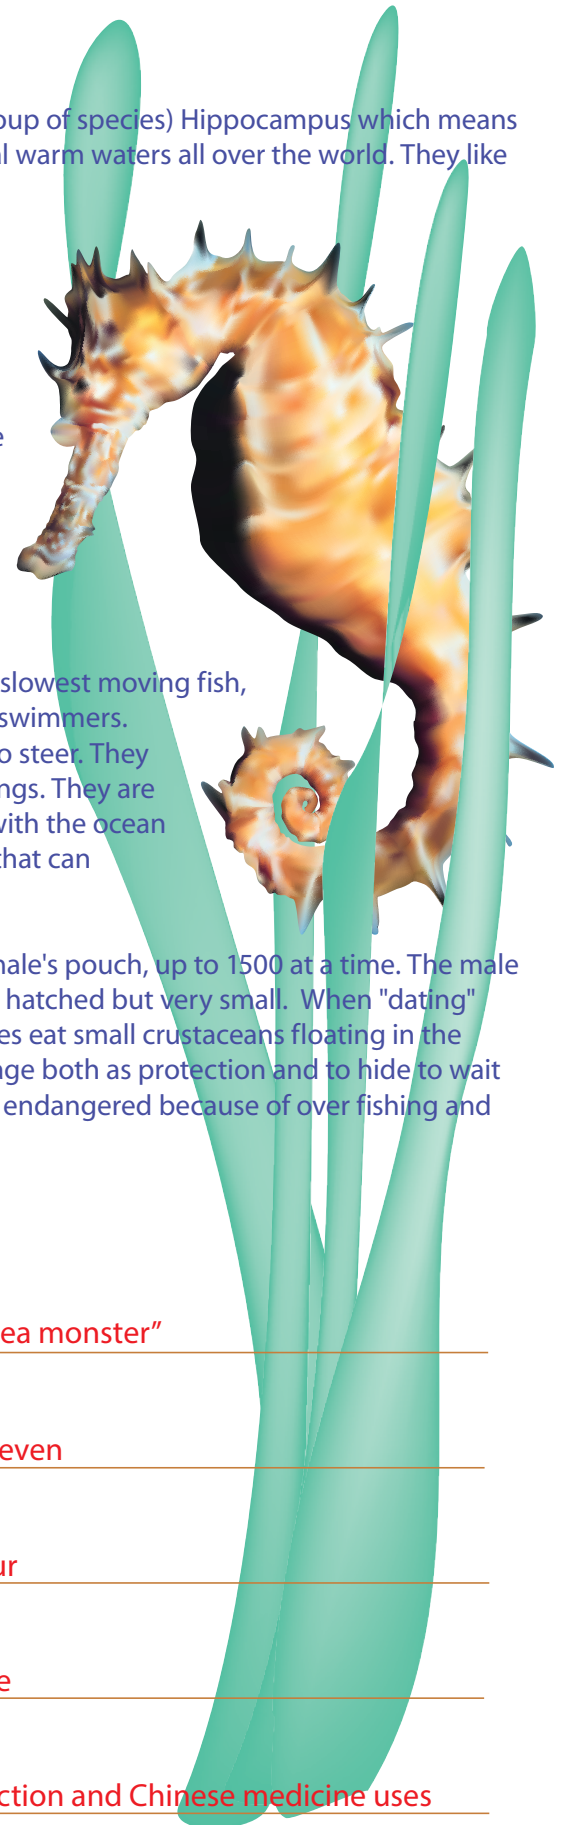 oup of species) Hippocampus which means
l warm waters all over the world. They like
e
slowest moving fish,
swimmers.
o steer. They
ngs. They are
with the ocean
that can
nale's pouch, up to 1500 at a time. The male
hatched but very small. When "dating"
es eat small crustaceans floating in the
age both as protection and to hide to wait
endangered because of over fishing and
ea monster”
even
ur
e
ction and Chinese medicine uses